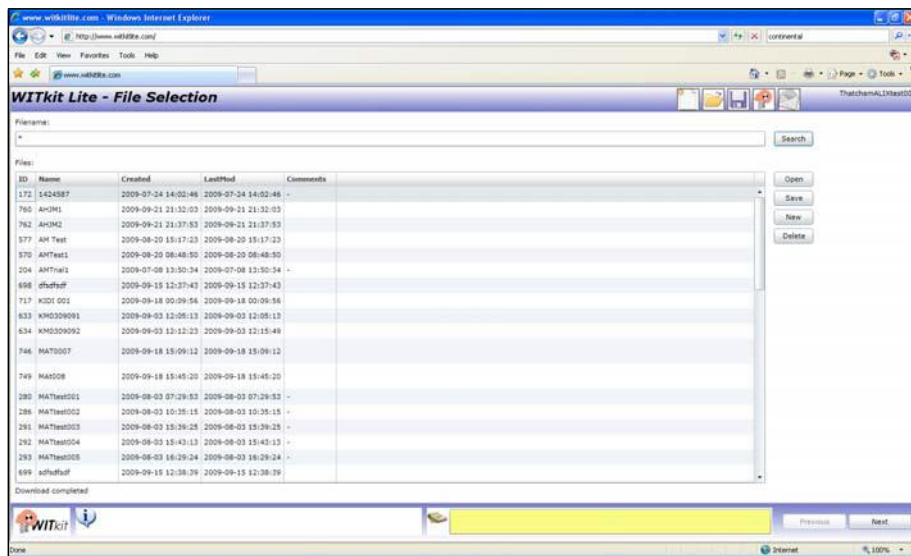 www.witkitlite.com - Windows Internet Explorer
http://www.witkitlite.com/
continental
File Edit View Favorites Tools Help
www.witkitlite.com
Page Tools
WITkit Lite - File Selection
Filename:
*
Search
Files:
ID Name Created LastMod Comments
172 1424587 2009-07-24 14:02:46 2009-07-24 14:02:46 -
760 AHJM1 2009-09-21 21:32:03 2009-09-21 21:32:03
762 AHJM2 2009-09-21 21:37:53 2009-09-21 21:37:53
577 AM Test 2009-08-20 15:17:23 2009-08-20 15:17:23
570 AMTest1 2009-08-20 08:48:50 2009-08-20 08:48:50
204 AMTrial1 2009-07-08 13:50:34 2009-07-08 13:50:34 -
698 dfsdfsdf 2009-09-15 12:37:43 2009-09-15 12:37:43
717 KIDI 001 2009-09-18 00:09:56 2009-09-18 00:09:56
633 KM0309091 2009-09-03 12:05:13 2009-09-03 12:05:13
634 KM0309092 2009-09-03 12:12:23 2009-09-03 12:15:49
746 MAT0007 2009-09-18 15:09:12 2009-09-18 15:09:12
749 MAt008 2009-09-18 15:45:20 2009-09-18 15:45:20
280 MATtest001 2009-08-03 07:29:53 2009-08-03 07:29:53 -
286 MATtest002 2009-08-03 10:35:15 2009-08-03 10:35:15 -
291 MATtest003 2009-08-03 15:39:25 2009-08-03 15:39:25 -
292 MATtest004 2009-08-03 15:43:13 2009-08-03 15:43:13 -
293 MATtest005 2009-08-03 16:29:24 2009-08-03 16:29:24 -
699 sdfsdfsdf 2009-09-15 12:38:39 2009-09-15 12:38:39
Open
Save
New
Delete
Download completed
WITkit
Previous
Next
Done
Internet
100%